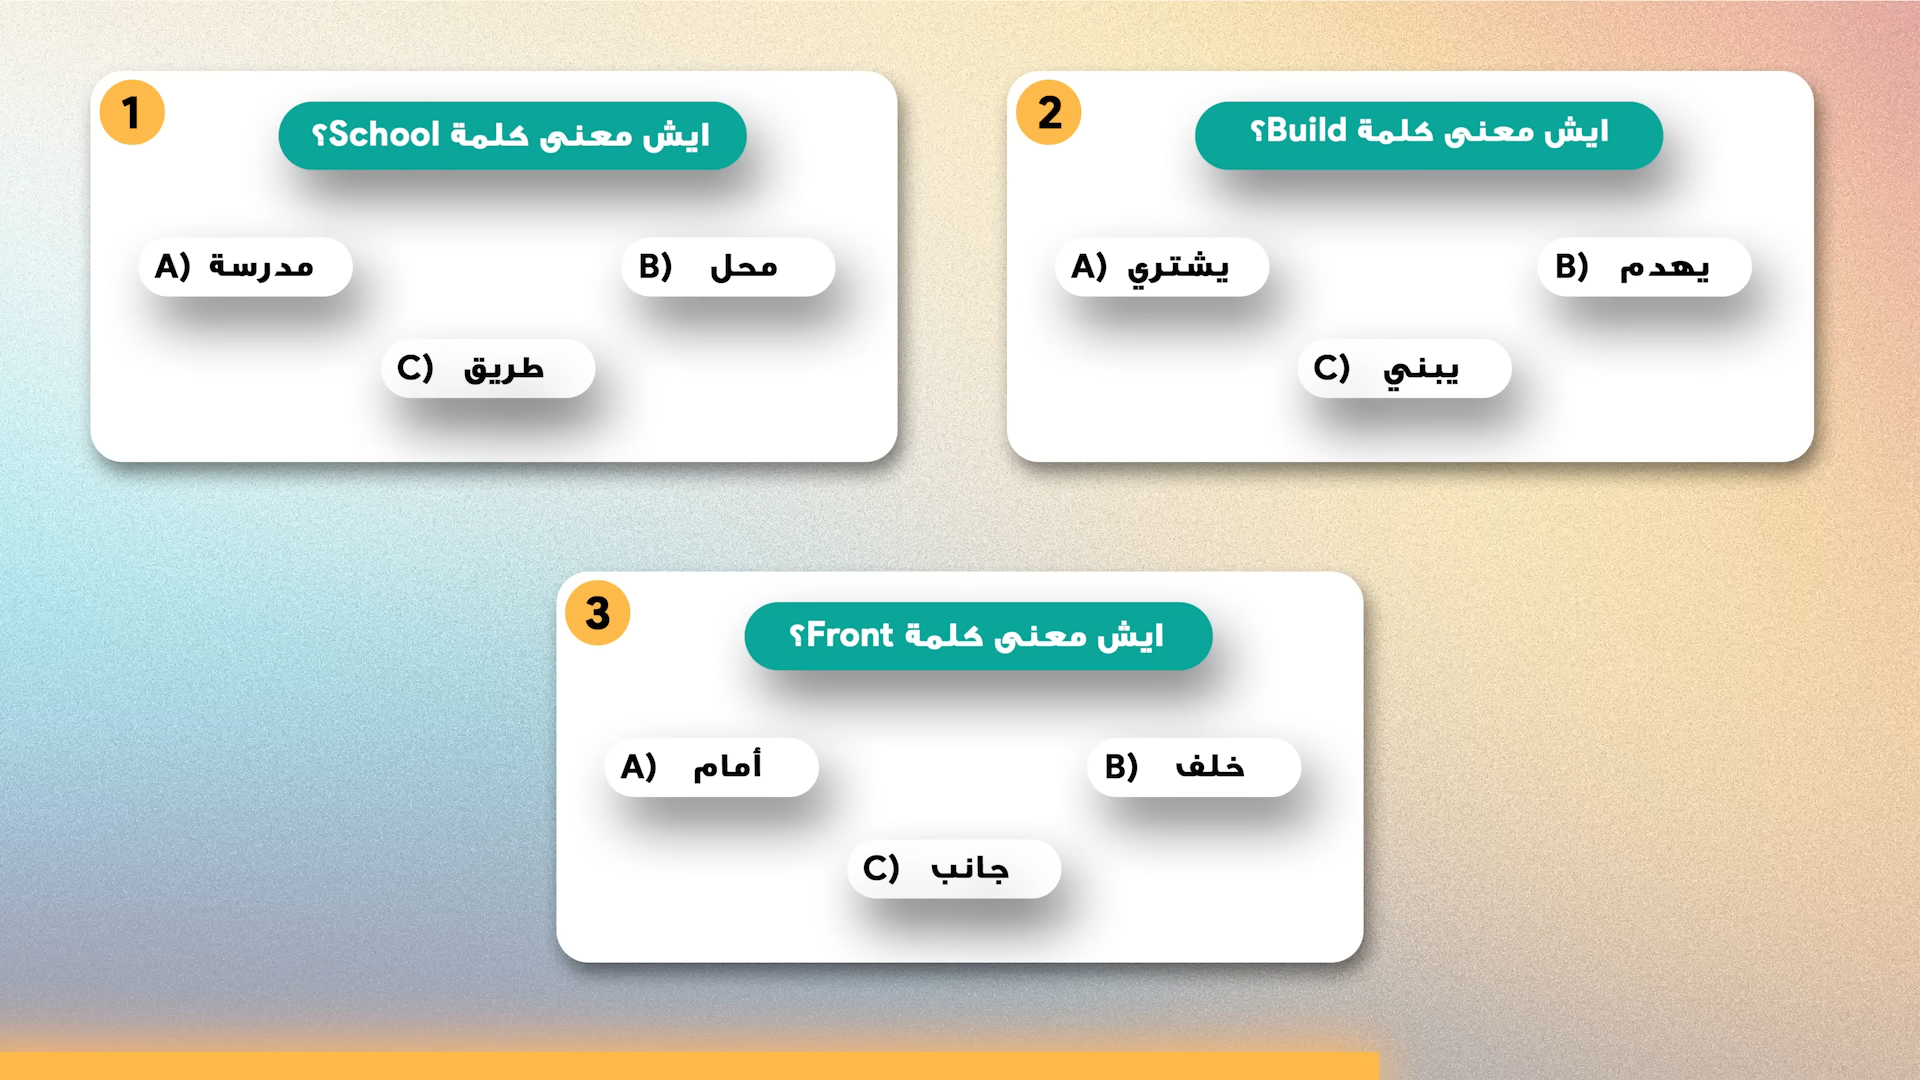 1
ايش معنى كلمة School؟
A) مدرسة
B) محل
C) طريق
2
ايش معنى كلمة Build؟
A) يشتري
B) يهدم
C) يبني
3
ايش معنى كلمة Front؟
A) أمام
B) خلف
C) جانب